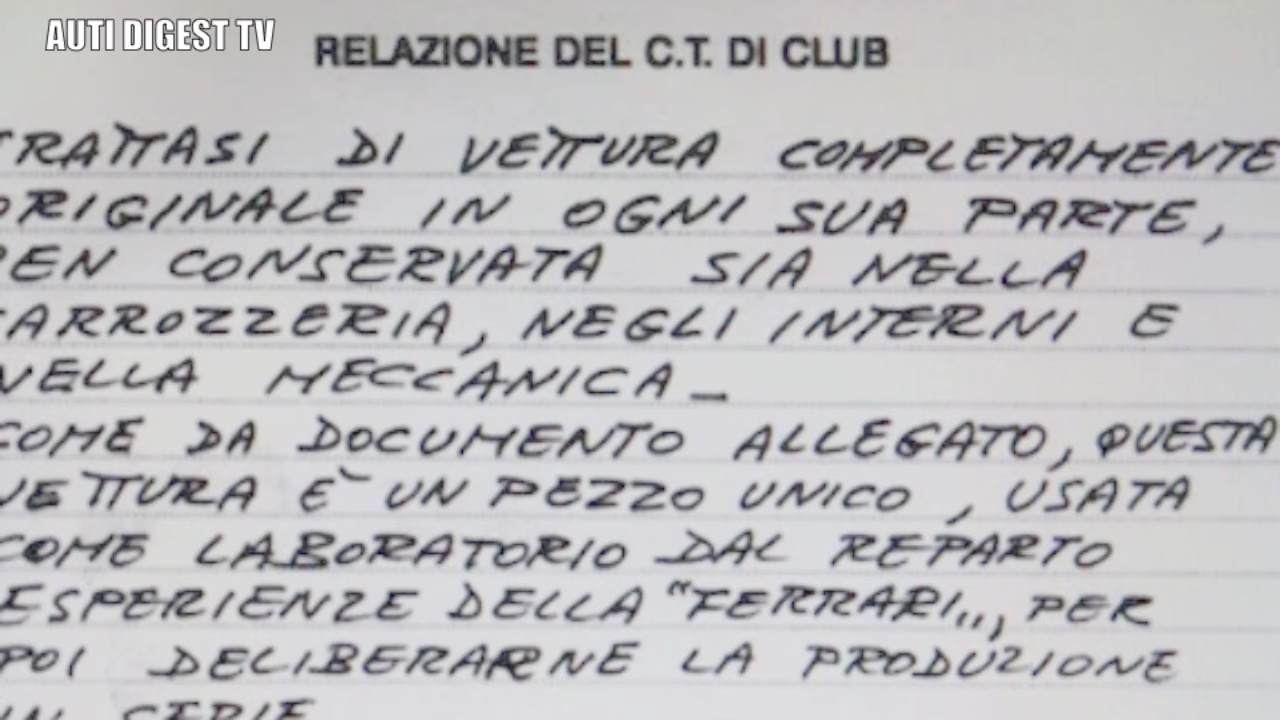 AUTI DIGEST TV
RELAZIONE DEL C.T. DI CLUB
TRATTASI DI VETTURA COMPLETAMENTE
ORIGINALE IN OGNI SUA PARTE,
BEN CONSERVATA SIA NELLA
CARROZZERIA, NEGLI INTERNI E
NELLA MECCANICA_
COME DA DOCUMENTO ALLEGATO, QUESTA
VETTURA È UN PEZZO UNICO, USATA
COME LABORATORIO DAL REPARTO
ESPERIENZE DELLA "FERRARI,,, PER
POI DELIBERARNE LA PRODUZIONE
IN SERIE